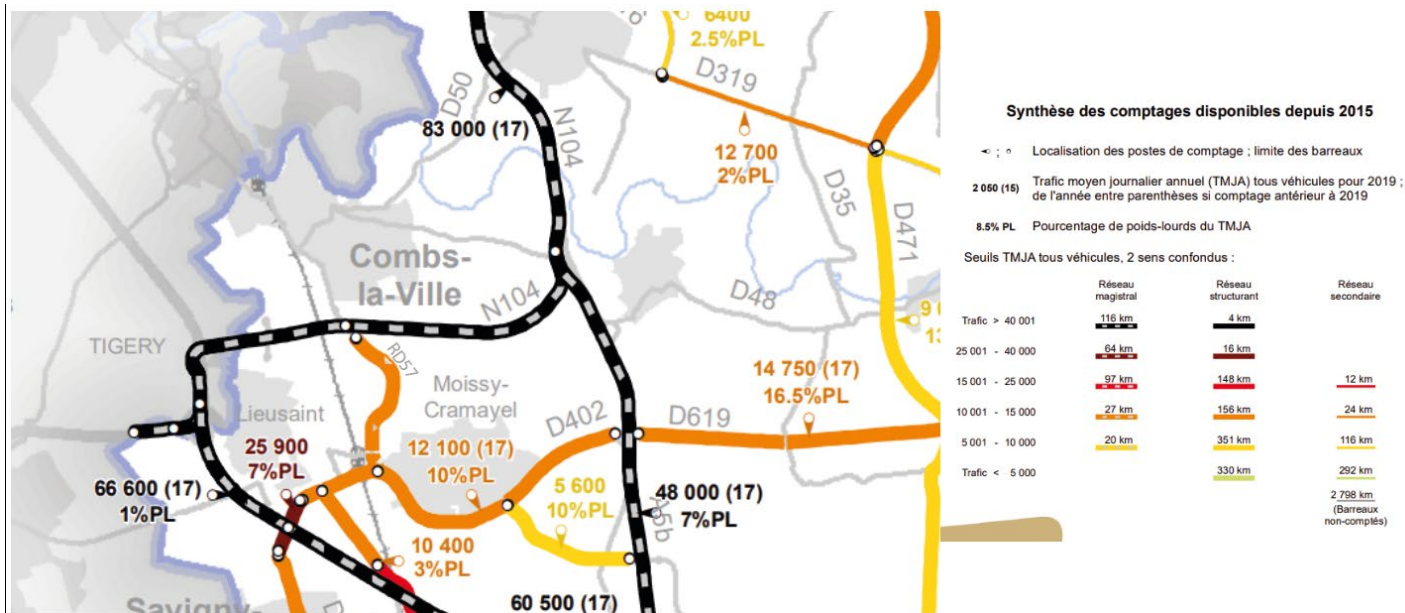 6400
2.5%PL
D50
D319
83 000 (17)
N104
12 700
2%PL
D35
D471
Combs-
la-Ville
N104
D48
TIGERY
RD57
14 750 (17)
16.5%PL
Moissy-
Cramayel
Lieusaint
D402
D619
25 900
7%PL
12 100 (17)
10%PL
66 600 (17)
1%PL
5 600
10%PL
48 000 (17)
7%PL
A5b
10 400
3%PL
60 500 (17)
Savigny-
Synthèse des comptages disponibles depuis 2015
Localisation des postes de comptage ; limite des barreaux
2 050 (15) Trafic moyen journalier annuel (TMJA) tous véhicules pour 2019 ;
de l'année entre parenthèses si comptage antérieur à 2019
8.5% PL Pourcentage de poids-lourds du TMJA
Seuils TMJA tous véhicules, 2 sens confondus :
Réseau magistral Réseau structurant Réseau secondaire
Trafic > 40 001 116 km 4 km
25 001 - 40 000 64 km 16 km
15 001 - 25 000 97 km 148 km 12 km
10 001 - 15 000 27 km 156 km 24 km
5 001 - 10 000 20 km 351 km 116 km
Trafic < 5 000 330 km 292 km
2 798 km
(Barreaux
non-comptés)